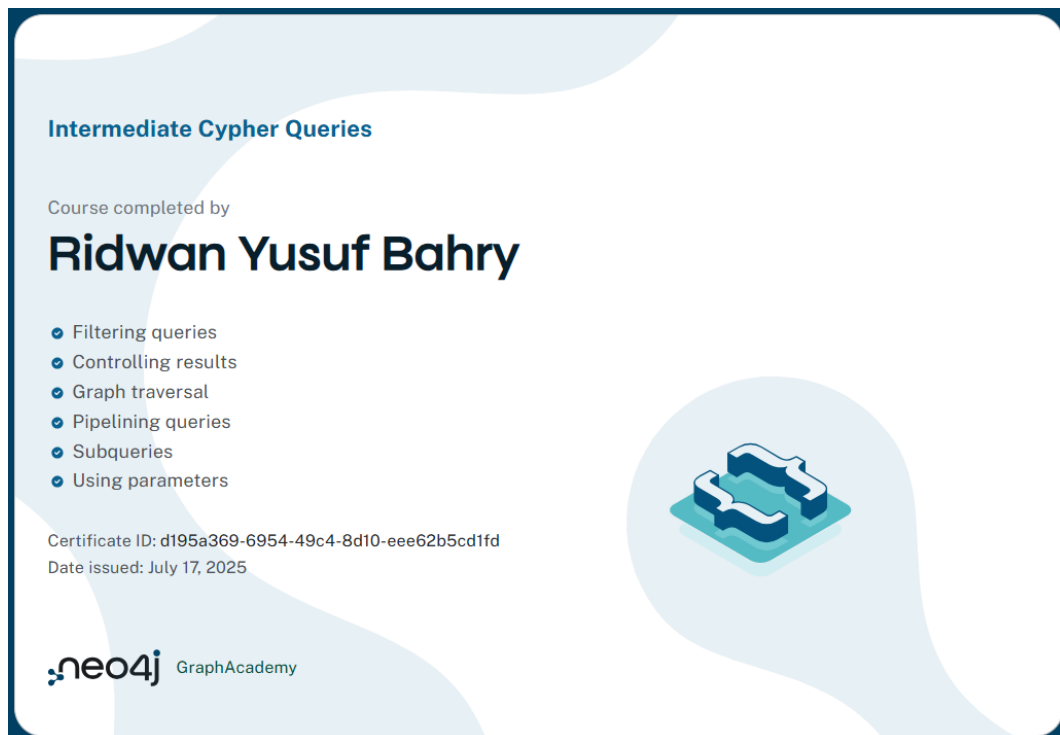 Intermediate Cypher Queries
Course completed by
Ridwan Yusuf Bahry
Filtering queries
Controlling results
Graph traversal
Pipelining queries
Subqueries
Using parameters
Certificate ID: d195a369-6954-49c4-8d10-eee62b5cd1fd
Date issued: July 17, 2025
neo4j GraphAcademy